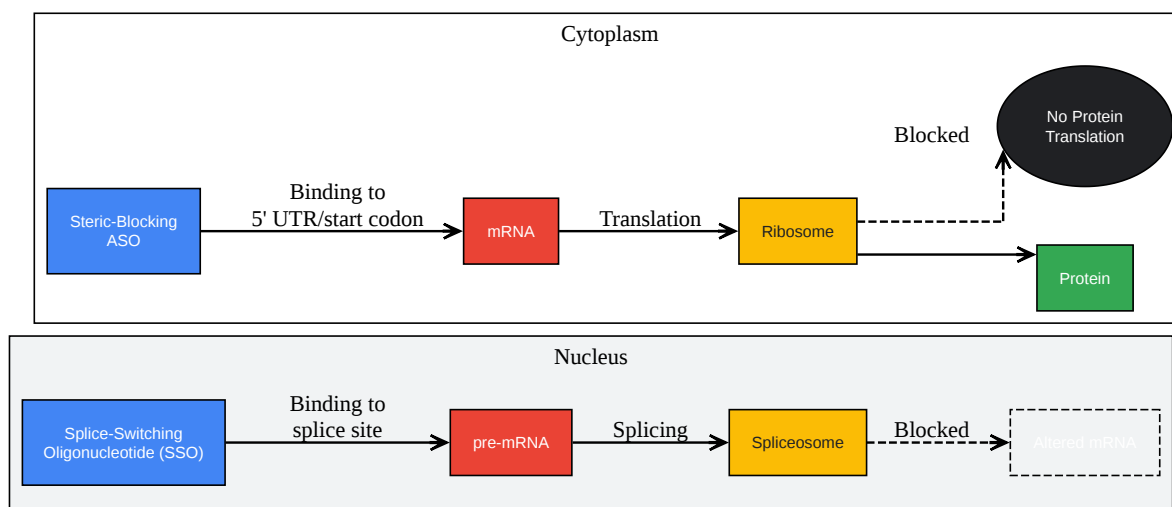 Cytoplasm
No Protein
Translation
Blocked
Binding to
5' UTR/start codon
Steric-Blocking
ASO
mRNA
Translation
Ribosome
Protein
Nucleus
Binding to
splice site
Splice-Switching
Oligonucleotide (SSO)
pre-mRNA
Splicing
Spliceosome
Blocked
Altered mRNA